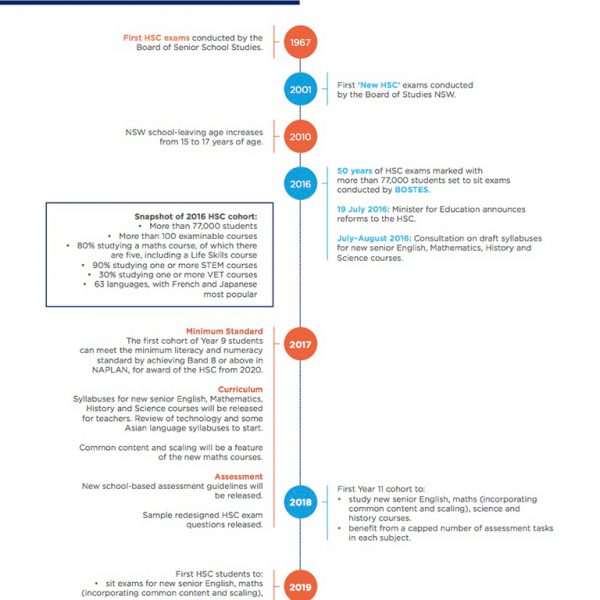 First HSC exams conducted by the
Board of Senior School Studies.
1967
2001
First 'New HSC' exams conducted
by the Board of Studies NSW.
NSW school-leaving age increases
from 15 to 17 years of age.
2010
2016
50 years of HSC exams marked with
more than 77,000 students set to sit exams
conducted by BOSTES.
19 July 2016: Minister for Education announces
reforms to the HSC.
July–August 2016: Consultation on draft syllabuses
for new senior English, Mathematics, History and
Science courses.
Snapshot of 2016 HSC cohort:
• More than 77,000 students
• More than 100 examinable courses
• 80% studying a maths course, of which there
are five, including a Life Skills course
• 90% studying one or more STEM courses
• 30% studying one or more VET courses
• 63 languages, with French and Japanese
most popular
Minimum Standard
The first cohort of Year 9 students
can meet the minimum literacy and numeracy
standard by achieving Band 8 or above in
NAPLAN, for award of the HSC from 2020.
2017
Curriculum
Syllabuses for new senior English, Mathematics,
History and Science courses will be released
for teachers. Review of technology and some
Asian language syllabuses to start.
Common content and scaling will be a feature
of the new maths courses.
Assessment
New school-based assessment guidelines will
be released.
Sample redesigned HSC exam
questions released.
2018
First Year 11 cohort to:
• study new senior English, maths (incorporating
common content and scaling), science and
history courses.
• benefit from a capped number of assessment tasks
in each subject.
First HSC students to:
• sit exams for new senior English, maths
(incorporating common content and scaling),
2019